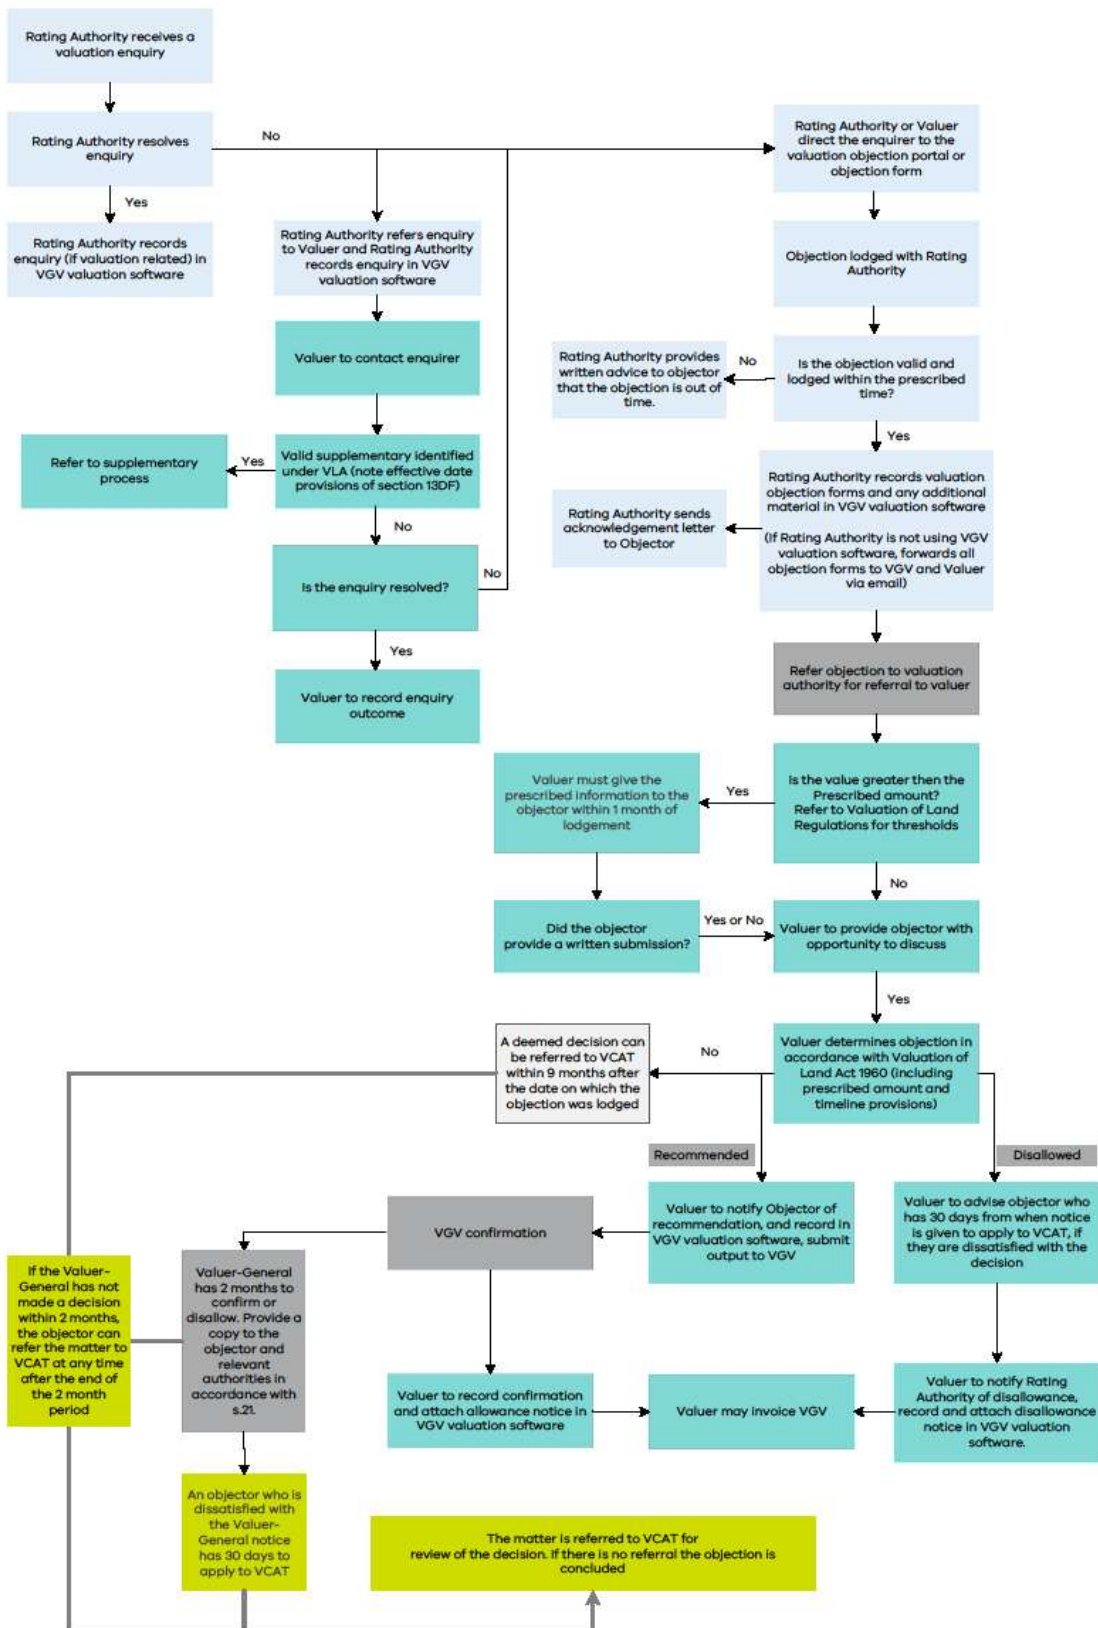 Rating Authority receives a
valuation enquiry
Rating Authority resolves
enquiry
No
Yes
Rating Authority records
enquiry (if valuation related) in
VGV valuation software
Rating Authority refers enquiry
to Valuer and Rating Authority
records enquiry in VGV
valuation software
Valuer to contact enquirer
Valid supplementary identified
under VLA (note effective date
provisions of section 13DF)
Yes
Refer to supplementary
process
No
Is the enquiry resolved?
No
Yes
Valuer to record enquiry
outcome
Rating Authority or Valuer
direct the enquirer to the
valuation objection portal or
objection form
Objection lodged with Rating
Authority
Is the objection valid and
lodged within the prescribed
time?
No
Rating Authority provides
written advice to objector
that the objection is out of
time.
Yes
Rating Authority records valuation
objection forms and any additional
material in VGV valuation software
(If Rating Authority is not using VGV
valuation software, forwards all
objection forms to VGV and Valuer
via email)
Rating Authority sends
acknowledgement letter
to Objector
Refer objection to valuation
authority for referral to valuer
Is the value greater then the
Prescribed amount?
Refer to Valuation of Land
Regulations for thresholds
Yes
Valuer must give the
prescribed information to the
objector within 1 month of
lodgement
No
Did the objector
provide a written submission?
Yes or No
Valuer to provide objector with
opportunity to discuss
Yes
Valuer determines objection in
accordance with Valuation of
Land Act 1960 (including
prescribed amount and
timeline provisions)
No
A deemed decision can
be referred to VCAT
within 9 months after
the date on which the
objection was lodged
Recommended
Disallowed
Valuer to notify Objector of
recommendation, and record in
VGV valuation software, submit
output to VGV
Valuer to advise objector who
has 30 days from when notice
is given to apply to VCAT, if
they are dissatisfied with the
decision
VGV confirmation
If the Valuer-
General has not
made a decision
within 2 months,
the objector can
refer the matter to
VCAT at any time
after the end of
the 2 month
period
Valuer-General
has 2 months to
confirm or
disallow. Provide a
copy to the
objector and
relevant
authorities in
accordance with
s.21.
Valuer to record confirmation
and attach allowance notice in
VGV valuation software
Valuer may invoice VGV
Valuer to notify Rating
Authority of disallowance,
record and attach disallowance
notice in VGV valuation
software.
An objector who is
dissatisfied with
the Valuer-
General notice
has 30 days to
apply to VCAT
The matter is referred to VCAT for
review of the decision. If there is no referral the objection is
concluded